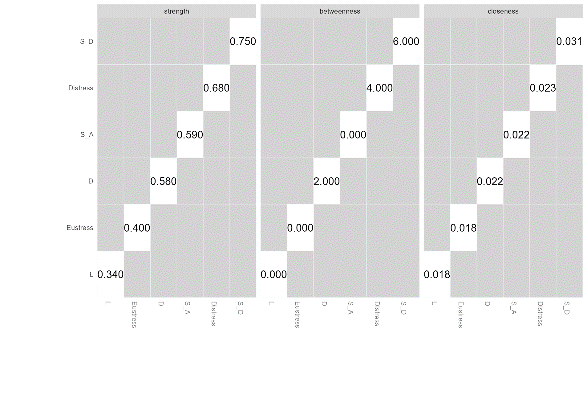 strength betweenness closeness
S_D 0.750 6.000 0.031
Distress 0.680 4.000 0.023
S_A 0.590 0.000 0.022
D 0.580 2.000 0.022
Eustress 0.400 0.000 0.018
L 0.340 0.000 0.018
L Eustress D S_A Distress S_D L Eustress D S_A Distress S_D L Eustress D S_A Distress S_D